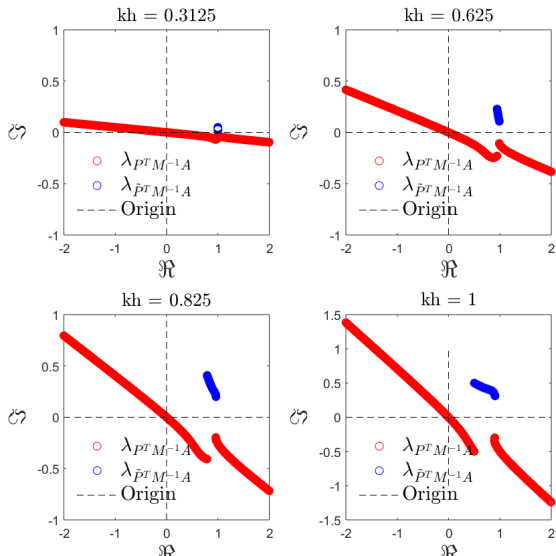 kh = 0.3125
1
0.5
0
-0.5
-1
ℑ
λ_{P^T M^{-1} A}
λ_{P̃^T M^{-1} A}
Origin
-2 -1 0 1 2
ℜ
kh = 0.625
1
0.5
0
-0.5
-1
ℑ
λ_{P^T M^{-1} A}
λ_{P̃^T M^{-1} A}
Origin
-2 -1 0 1 2
ℜ
kh = 0.825
1
0.5
0
-0.5
-1
ℑ
λ_{P^T M^{-1} A}
λ_{P̃^T M^{-1} A}
Origin
-2 -1 0 1 2
ℜ
kh = 1
1.5
1
0.5
0
-0.5
-1
-1.5
ℑ
λ_{P^T M^{-1} A}
λ_{P̃^T M^{-1} A}
Origin
-2 -1 0 1 2
ℜ